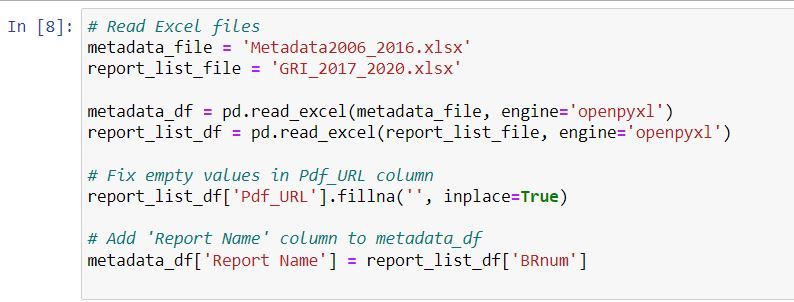 In [8]: # Read Excel files
metadata_file = 'Metadata2006_2016.xlsx'
report_list_file = 'GRI_2017_2020.xlsx'
metadata_df = pd.read_excel(metadata_file, engine='openpyxl')
report_list_df = pd.read_excel(report_list_file, engine='openpyxl')
# Fix empty values in Pdf_URL column
report_list_df['Pdf_URL'].fillna('', inplace=True)
# Add 'Report Name' column to metadata_df
metadata_df['Report Name'] = report_list_df['BRnum']